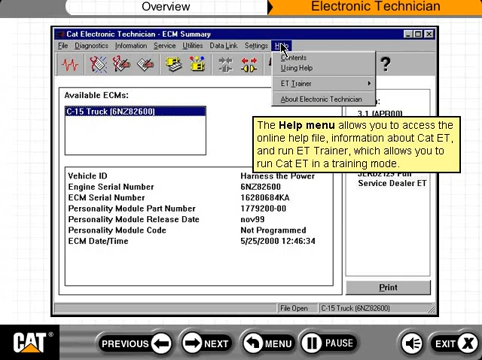 Overview
Electronic Technician
Cat Electronic Technician - ECM Summary
File Diagnostics Information Service Utilities Data Link Settings Help
Contents
Using Help
ET Trainer
About Electronic Technician
Available ECMs:
C-15 Truck (6NZ82600)
3.1 (APR00)
The Help menu allows you to access the
online help file, information about Cat ET,
and run ET Trainer, which allows you to
run Cat ET in a training mode.
Service Dealer ET
Vehicle ID Harness the Power
Engine Serial Number 6NZ82600
ECM Serial Number 16280684KA
Personality Module Part Number 1779200-00
Personality Module Release Date nov99
Personality Module Code Not Programmed
ECM Date/Time 5/25/2000 12:46:34
Print
File Open C-15 Truck (6NZ82600)
CAT PREVIOUS NEXT MENU PAUSE EXIT X